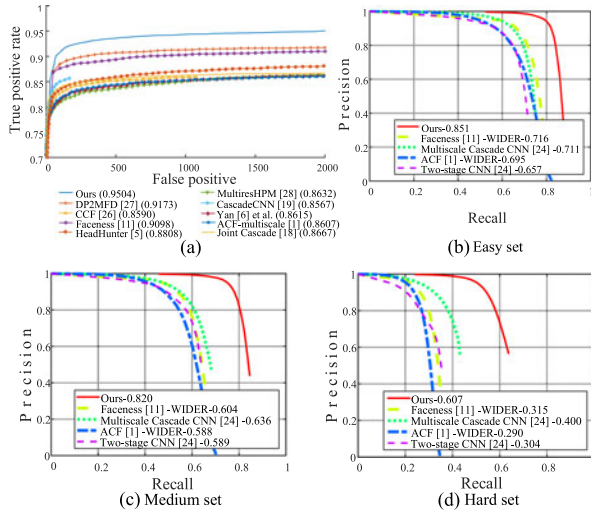 1
0.95
0.9
0.85
0.8
0.7
0
500
1000
1500
2000
True positive rate
False positive
Ours (0.9504)
DP2MFD [27] (0.9173)
CCF [26] (0.8590)
Faceness [11] (0.9098)
HeadHunter [5] (0.8808)
MultiresHPM [28] (0.8632)
CascadeCNN [19] (0.8567)
Yan [6] et al. (0.8615)
ACF-multiscale [1] (0.8607)
Joint Cascade [18] (0.8667)
(a)
1
0.8
0.6
0.4
0
0 0.2 0.4 0.6 0.8 1
Precision
Recall
Ours-0.851
Faceness [11] -WIDER-0.716
Multiscale Cascade CNN [24] -0.711
ACF [1] -WIDER-0.695
Two-stage CNN [24] -0.657
(b) Easy set
1
0.8
0.6
0.4
0
0 0.2 0.4 0.6 0.8 1
Precision
Recall
Ours-0.820
Faceness [11] -WIDER-0.604
Multiscale Cascade CNN [24] -0.636
ACF [1] -WIDER-0.588
Two-stage CNN [24] -0.589
(c) Medium set
1
0.8
0.6
0.4
0
0 0.2 0.4 0.6 0.8 1
Precision
Recall
Ours-0.607
Faceness [11] -WIDER-0.315
Multiscale Cascade CNN [24] -0.400
ACF [1] -WIDER-0.290
Two-stage CNN [24] -0.304
(d) Hard set